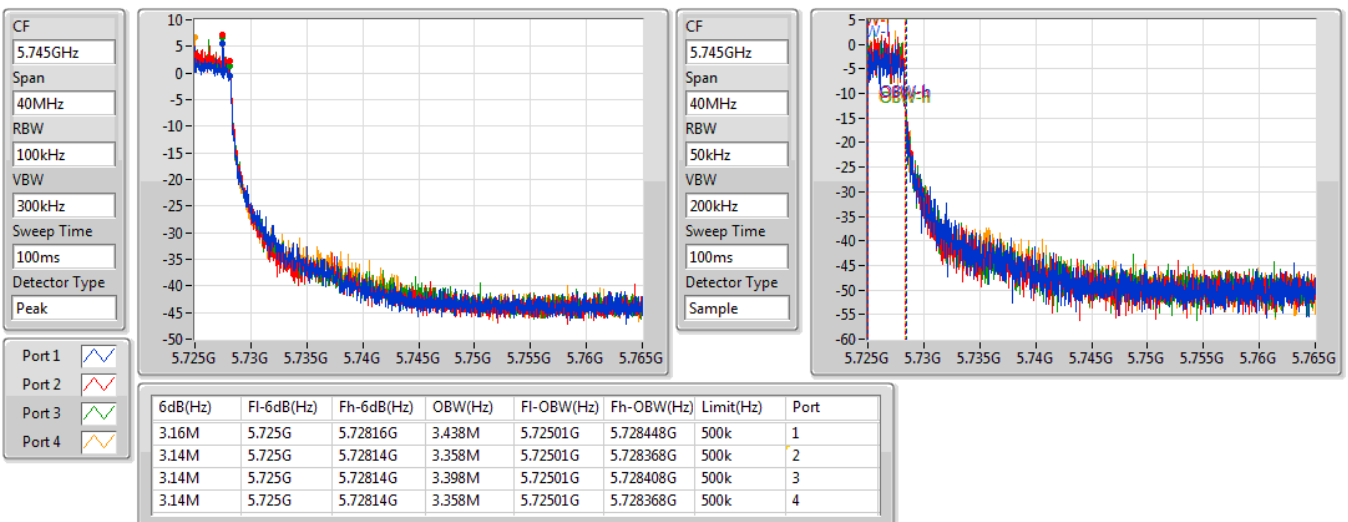 CF
5.745GHz
Span
40MHz
RBW
100kHz
VBW
300kHz
Sweep Time
100ms
Detector Type
Peak
10
5
0
-5
-10
-15
-20
-25
-30
-35
-40
-45
-50
5.725G 5.73G 5.735G 5.74G 5.745G 5.75G 5.755G 5.76G 5.765G
CF
5.745GHz
Span
40MHz
RBW
50kHz
VBW
200kHz
Sweep Time
100ms
Detector Type
Sample
5
0
-5
-10
-15
-20
-25
-30
-35
-40
-45
-50
-55
-60
OBW-h
5.725G 5.73G 5.735G 5.74G 5.745G 5.75G 5.755G 5.76G 5.765G
Port 1
Port 2
Port 3
Port 4
6dB(Hz) Fl-6dB(Hz) Fh-6dB(Hz) OBW(Hz) Fl-OBW(Hz) Fh-OBW(Hz) Limit(Hz) Port
3.16M 5.725G 5.72816G 3.438M 5.72501G 5.728448G 500k 1
3.14M 5.725G 5.72814G 3.358M 5.72501G 5.728368G 500k 2
3.14M 5.725G 5.72814G 3.398M 5.72501G 5.728408G 500k 3
3.14M 5.725G 5.72814G 3.358M 5.72501G 5.728368G 500k 4